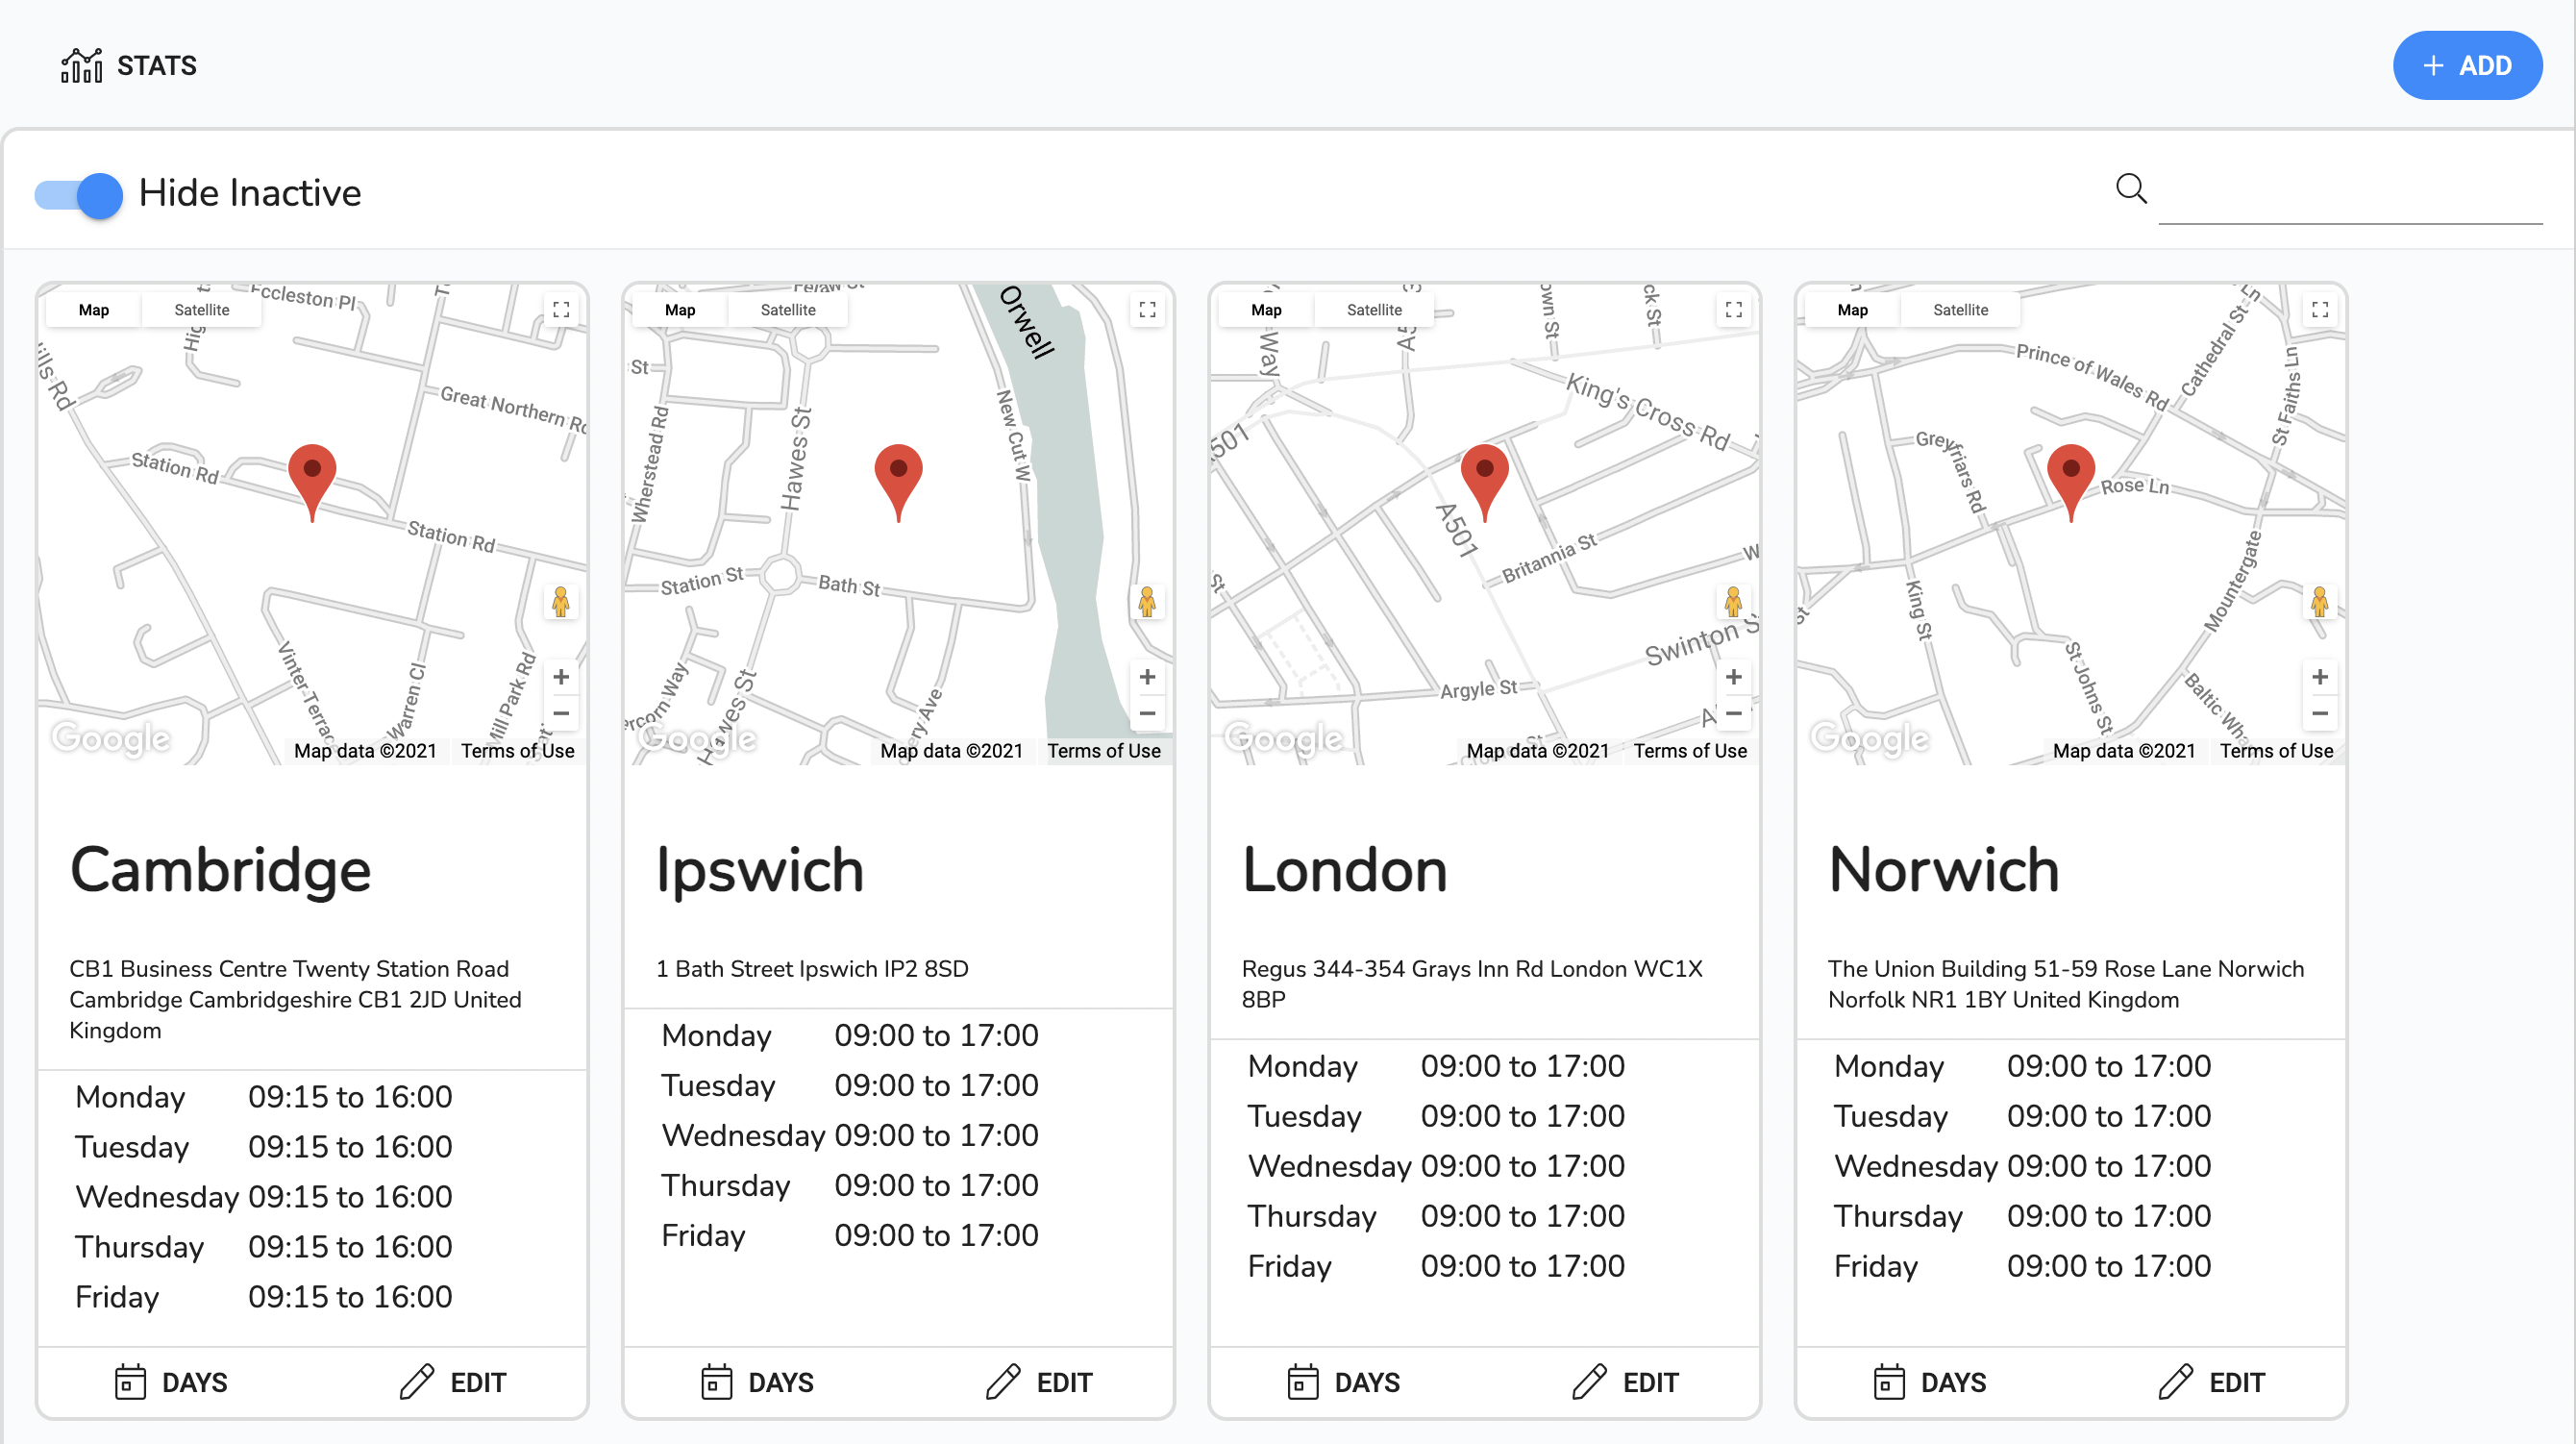 STATS
+ ADD
Hide Inactive
Map
Satellite
Eccleston Pl
Great Northern
Station Rd
Station Rd
Vinter
Warren Cl
Mill Park Rd
Google
Map data ©2021
Terms of Use
Cambridge
CB1 Business Centre Twenty Station Road
Cambridge Cambridgeshire CB1 2JD United
Kingdom
Monday 09:15 to 16:00
Tuesday 09:15 to 16:00
Wednesday 09:15 to 16:00
Thursday 09:15 to 16:00
Friday 09:15 to 16:00
DAYS
EDIT
Map
Satellite
Orwell
St
Wherstead Rd
Hawes St
New Cut W
Station St
Bath St
Hawes St
Google
Map data ©2021
Terms of Use
Ipswich
1 Bath Street Ipswich IP2 8SD
Monday 09:00 to 17:00
Tuesday 09:00 to 17:00
Wednesday 09:00 to 17:00
Thursday 09:00 to 17:00
Friday 09:00 to 17:00
DAYS
EDIT
Map
Satellite
Way
King's Cross Rd
A501
Britannia St
Swinton S
Argyle St
Google
Map data ©2021
Terms of Use
London
Regus 344-354 Grays Inn Rd London WC1X
8BP
Monday 09:00 to 17:00
Tuesday 09:00 to 17:00
Wednesday 09:00 to 17:00
Thursday 09:00 to 17:00
Friday 09:00 to 17:00
DAYS
EDIT
Map
Satellite
Prince of Wales Rd
Cathedral St
St Faiths Ln
Greyfriars Rd
Rose Ln
King St
Mountergate
St Johns St
Baltic
Google
Map data ©2021
Terms of Use
Norwich
The Union Building 51-59 Rose Lane Norwich
Norfolk NR1 1BY United Kingdom
Monday 09:00 to 17:00
Tuesday 09:00 to 17:00
Wednesday 09:00 to 17:00
Thursday 09:00 to 17:00
Friday 09:00 to 17:00
DAYS
EDIT